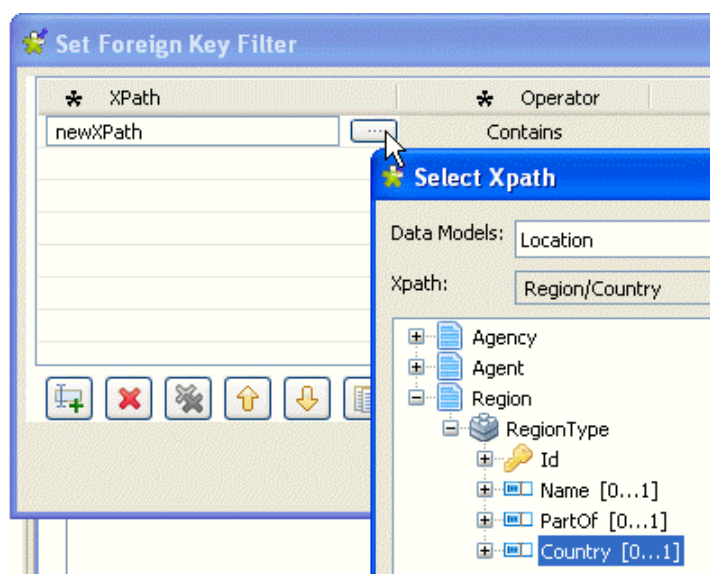 Set Foreign Key Filter
XPath Operator
newXPath ... Contains
Select Xpath
Data Models: Location
Xpath: Region/Country
Agency
Agent
Region
RegionType
Id
Name [0...1]
PartOf [0...1]
Country [0...1]